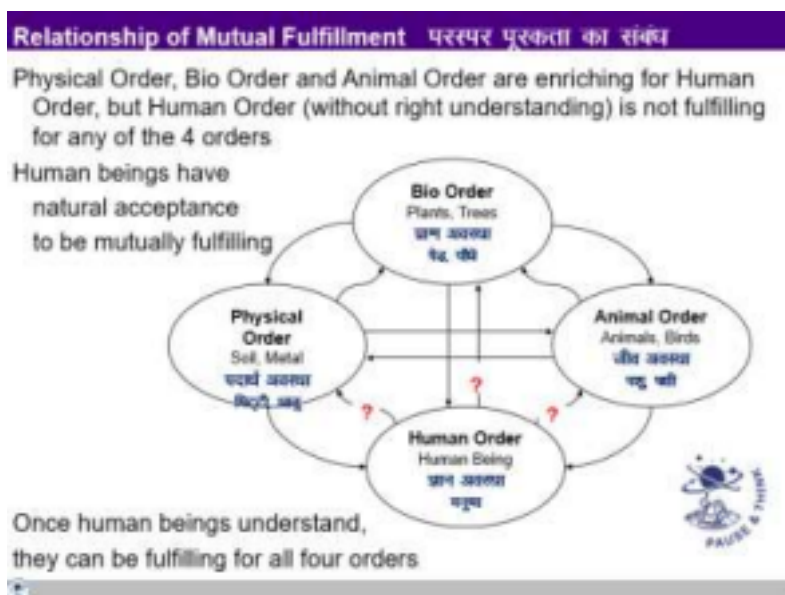 Relationship of Mutual Fulfillment परस्पर पूरकता का संबंध
Physical Order, Bio Order and Animal Order are enriching for Human
Order, but Human Order (without right understanding) is not fulfilling
for any of the 4 orders
Human beings have
natural acceptance
to be mutually fulfilling
Bio Order
Plants, Trees
प्राण अवस्था
पेड़, पौधे
Physical
Order
Soil, Metal
पदार्थ अवस्था
मिट्टी,
Animal Order
Animals, Birds
जीव अवस्था
पशु, पक्षी
?
?
?
Human Order
Human Being
ज्ञान अवस्था
मनुष्य
PAUSE & THINK
Once human beings understand,
they can be fulfilling for all four orders